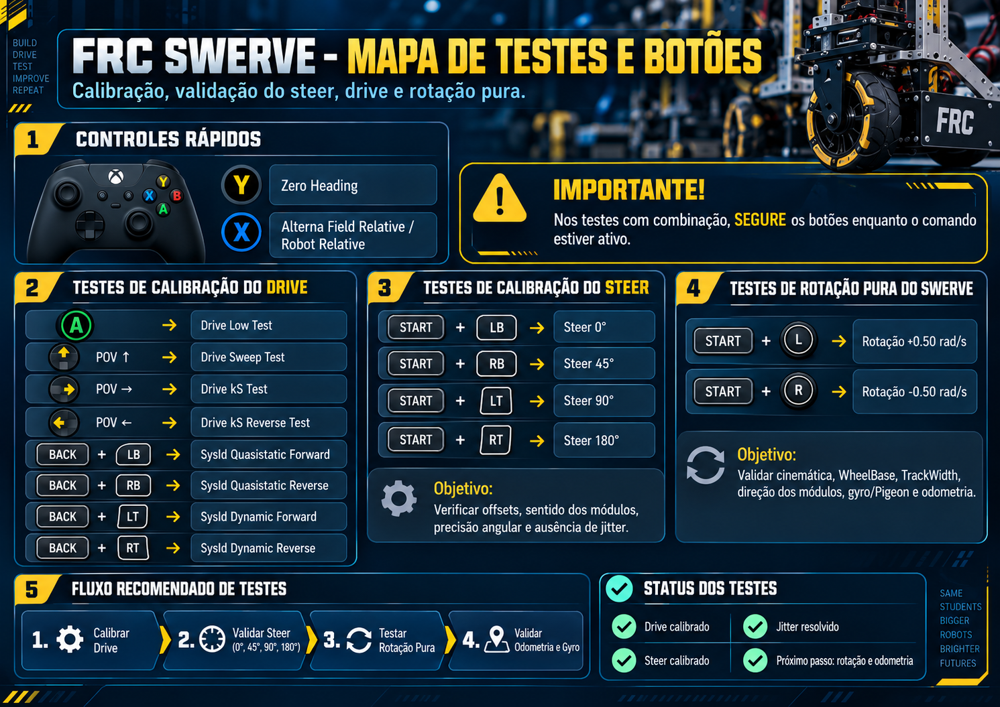 BUILD
DRIVE
TEST
IMPROVE
REPEAT
FRC SWERVE - MAPA DE TESTES E BOTÕES
Calibração, validação do steer, drive e rotação pura.
FRC
1 CONTROLES RÁPIDOS
Y
X
B
A
Y Zero Heading
X Alterna Field Relative /
Robot Relative
!
IMPORTANTE!
Nos testes com combinação, SEGURE os botões enquanto o comando
estiver ativo.
2 TESTES DE CALIBRAÇÃO DO DRIVE
A → Drive Low Test
POV ↑ → Drive Sweep Test
POV → → Drive kS Test
POV ← → Drive kS Reverse Test
BACK + LB → SysId Quasistatic Forward
BACK + RB → SysId Quasistatic Reverse
BACK + LT → SysId Dynamic Forward
BACK + RT → SysId Dynamic Reverse
3 TESTES DE CALIBRAÇÃO DO STEER
START + LB → Steer 0°
START + RB → Steer 45°
START + LT → Steer 90°
START + RT → Steer 180°
Objetivo:
Verificar offsets, sentido dos módulos,
precisão angular e ausência de jitter.
4 TESTES DE ROTAÇÃO PURA DO SWERVE
START + L → Rotação +0.50 rad/s
START + R → Rotação -0.50 rad/s
Objetivo:
Validar cinemática, WheelBase, TrackWidth,
direção dos módulos, gyro/Pigeon e odometria.
5 FLUXO RECOMENDADO DE TESTES
1. Calibrar
Drive
2. Validar Steer
(0°, 45°, 90°, 180°)
3. Testar
Rotação Pura
4. Validar
Odometria e Gyro
STATUS DOS TESTES
Drive calibrado
Jitter resolvido
Steer calibrado
Próximo passo: rotação e odometria
SAME
STUDENTS
BIGGER
ROBOTS
BRIGHTER
FUTURES